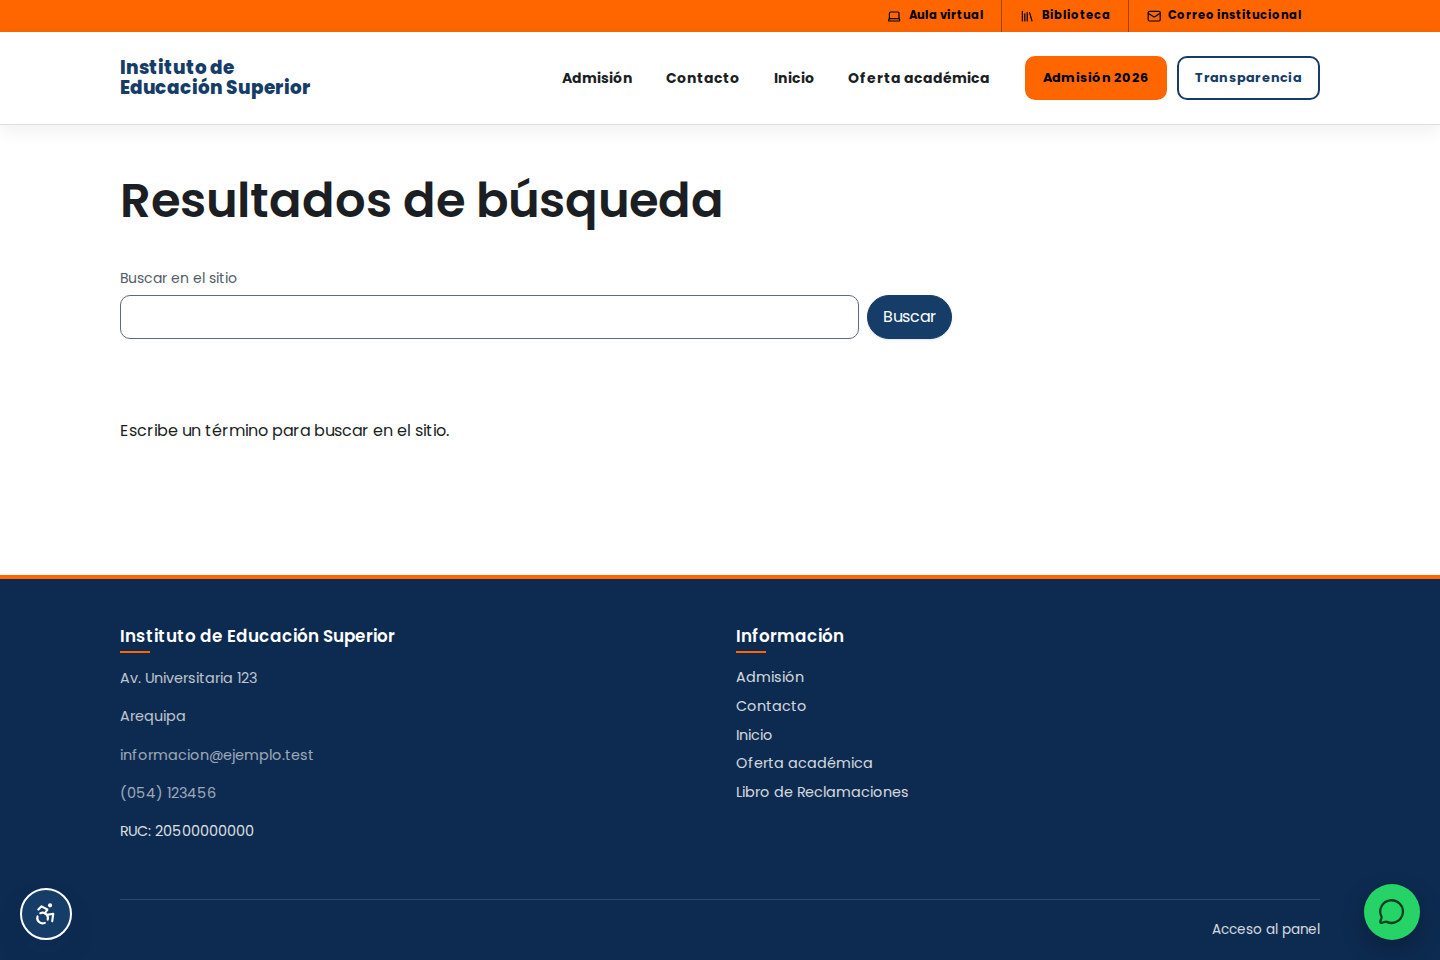 Aula virtual
Biblioteca
Correo institucional
Instituto de
Educación Superior
Admisión
Contacto
Inicio
Oferta académica
Admisión 2026
Transparencia
Resultados de búsqueda
Buscar en el sitio
Buscar
Escribe un término para buscar en el sitio.
Instituto de Educación Superior
Av. Universitaria 123
Arequipa
informacion@ejemplo.test
(054) 123456
RUC: 20500000000
Información
Admisión
Contacto
Inicio
Oferta académica
Libro de Reclamaciones
Acceso al panel